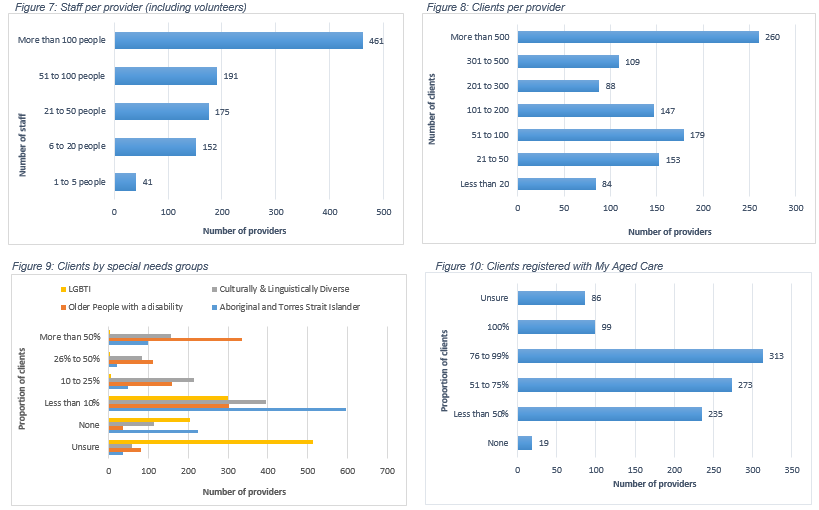 Figure 7: Staff per provider (including volunteers)
Number of staff
More than 100 people 461
51 to 100 people 191
21 to 50 people 175
6 to 20 people 152
1 to 5 people 41
0 100 200 300 400 500
Number of providers
Figure 8: Clients per provider
Number of clients
More than 500 260
301 to 500 109
201 to 300 88
101 to 200 147
51 to 100 179
21 to 50 153
Less than 20 84
0 50 100 150 200 250 300
Number of providers
Figure 9: Clients by special needs groups
LGBTI Culturally & Linguistically Diverse
Older People with a disability Aboriginal and Torres Strait Islander
Proportion of clients
More than 50%
26% to 50%
10 to 25%
Less than 10%
None
Unsure
0 100 200 300 400 500 600 700
Number of providers
Figure 10: Clients registered with My Aged Care
Proportion of clients
Unsure 86
100% 99
76 to 99% 313
51 to 75% 273
Less than 50% 235
None 19
0 50 100 150 200 250 300 350
Number of providers